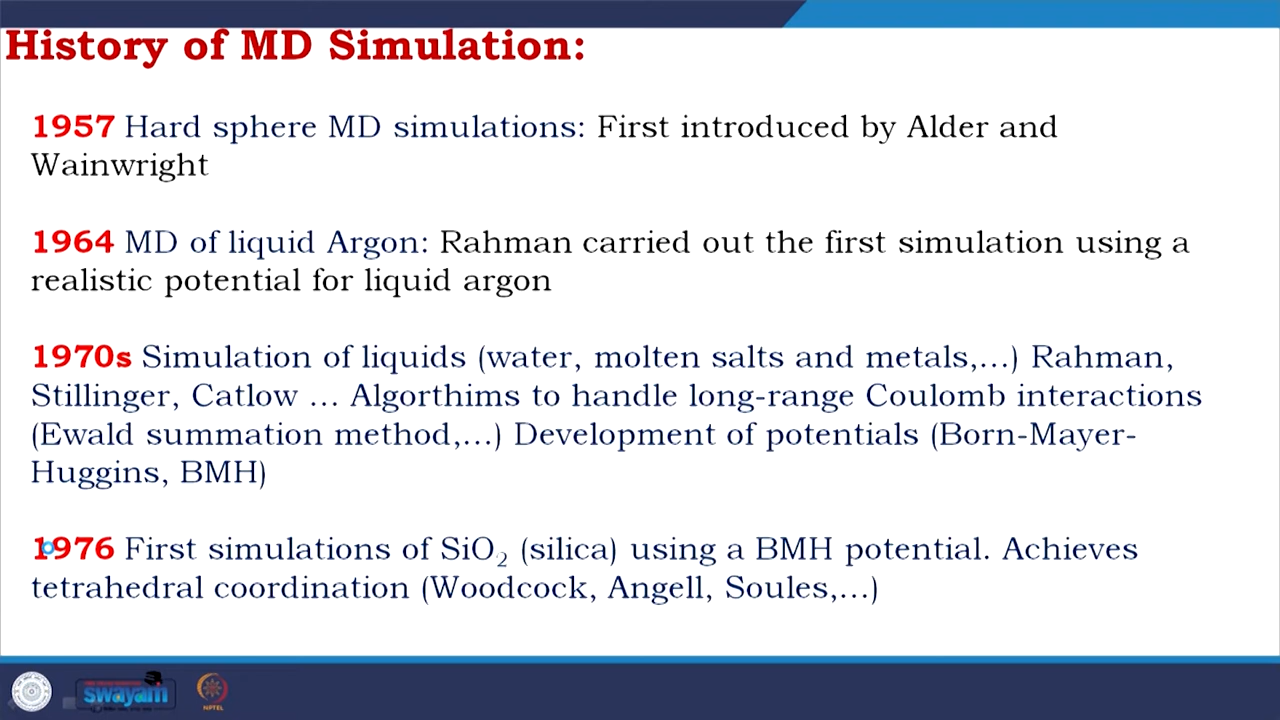 History of MD Simulation:
1957 Hard sphere MD simulations: First introduced by Alder and
Wainwright
1964 MD of liquid Argon: Rahman carried out the first simulation using a
realistic potential for liquid argon
1970s Simulation of liquids (water, molten salts and metals,...) Rahman,
Stillinger, Catlow ... Algorthims to handle long-range Coulomb interactions
(Ewald summation method,...) Development of potentials (Born-Mayer-
Huggins, BMH)
1976 First simulations of SiO₂ (silica) using a BMH potential. Achieves
tetrahedral coordination (Woodcock, Angell, Soules,...)
swayam
NPTEL